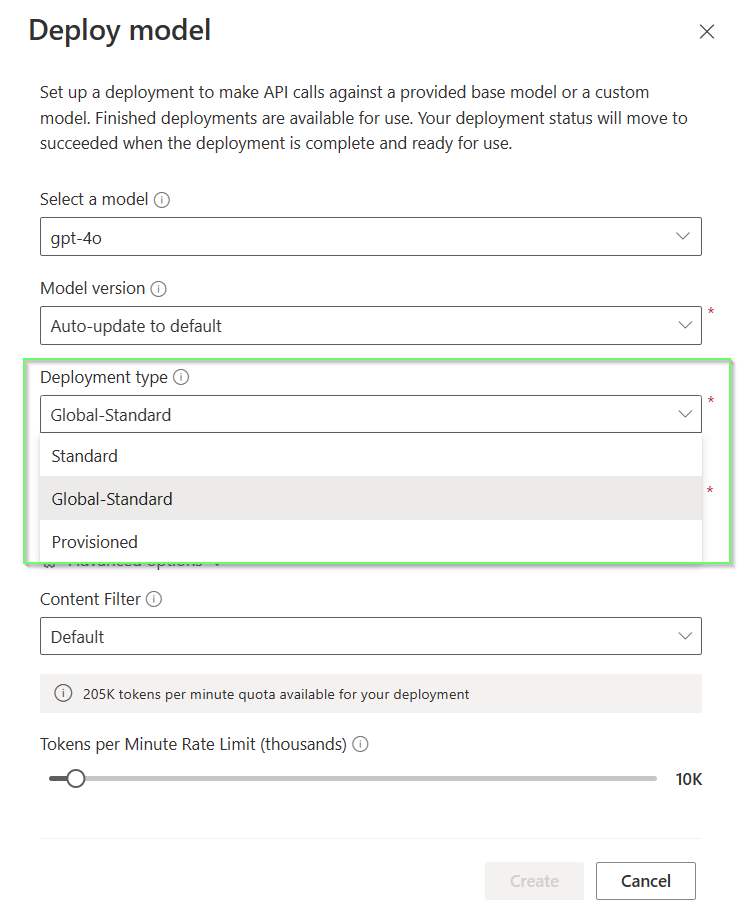 Deploy model
Set up a deployment to make API calls against a provided base model or a custom
model. Finished deployments are available for use. Your deployment status will move to
succeeded when the deployment is complete and ready for use.
Select a model
gpt-4o
Model version
Auto-update to default
*
Deployment type
Global-Standard
*
Standard
Global-Standard
*
Provisioned
Advanced options
Content Filter
Default
205K tokens per minute quota available for your deployment
Tokens per Minute Rate Limit (thousands)
10K
Create
Cancel